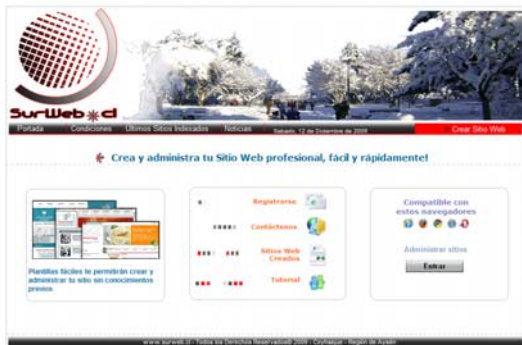 SurWeb cl
Portada Condiciones Últimos Sitios Indexados Noticias Sabado, 12 de Diciembre de 2009 Crear Sitio Web
Crea y administra tu Sitio Web profesional, fácil y rápidamente!
Plantillas fáciles te permitirán crear y
administrar tu sitio sin conocimientos
previos
Registrarse
Contáctenos
Sitios Web
Creados
Tutorial
Compatible con
estos navegadores
Administrar sitios
Entrar
www.surweb.cl - Todos los Derechos Reservados® 2009 - Coyhaique - Región de Aysén